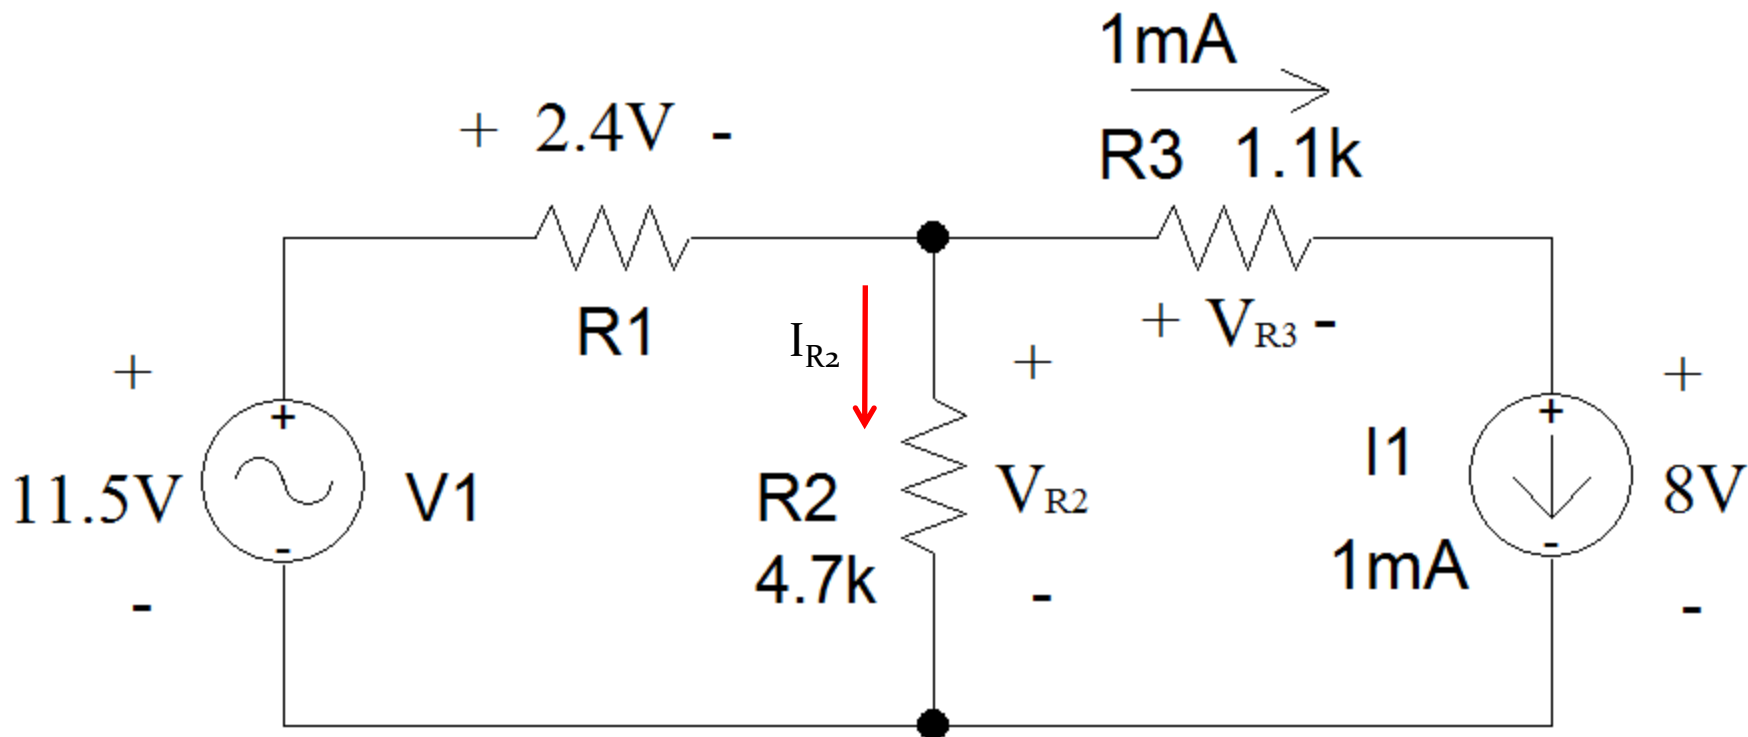 1mA
+ 2.4V -
R3 1.1k
R1
+ VR3 -
IR2
+
+
+
+
+
I1
11.5V
V1
R2
VR2
8V
4.7k
1mA
-
-
-
-
-